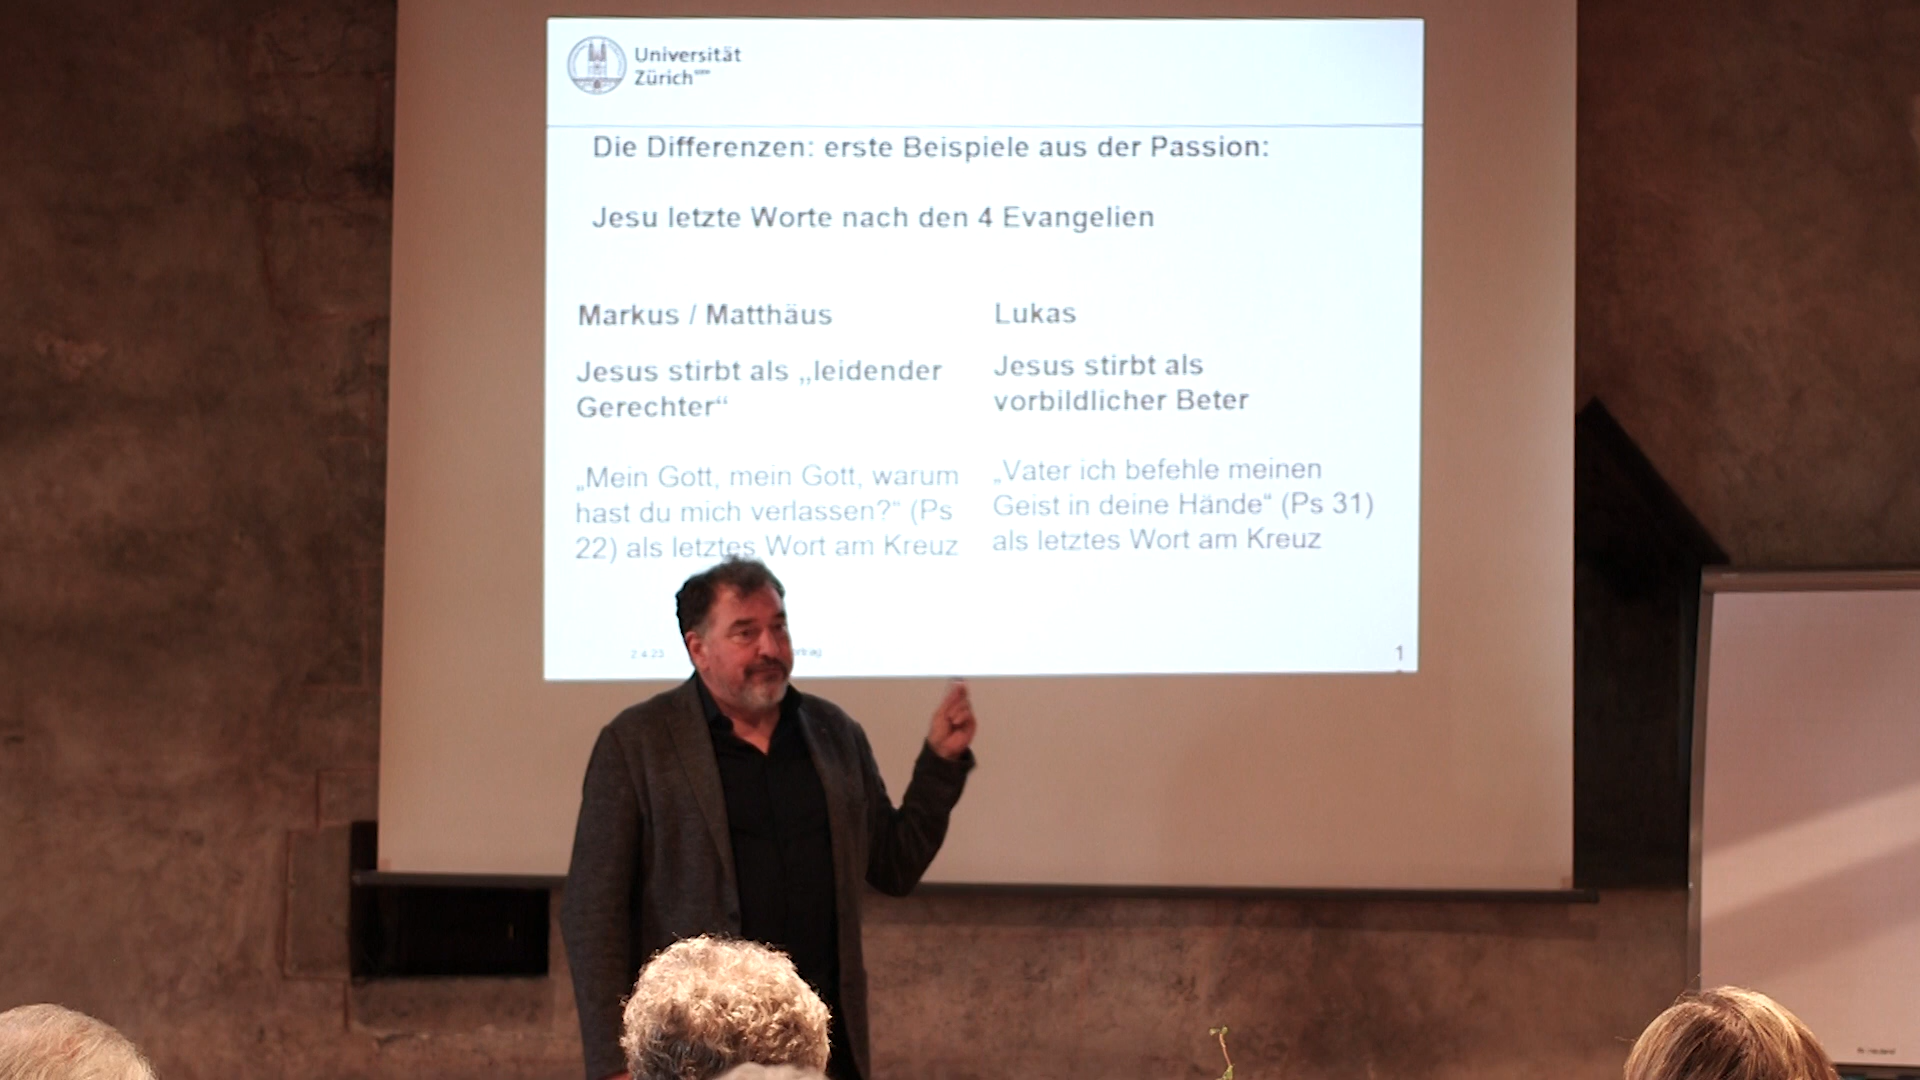 Universität
Zürich
Die Differenzen: erste Beispiele aus der Passion:
Jesu letzte Worte nach den 4 Evangelien
Markus / Matthäus
Jesus stirbt als „leidender
Gerechter“
„Mein Gott, mein Gott, warum
hast du mich verlassen?“ (Ps
22) als letztes Wort am Kreuz
Lukas
Jesus stirbt als
vorbildlicher Beter
„Vater ich befehle meinen
Geist in deine Hände“ (Ps 31)
als letztes Wort am Kreuz
1